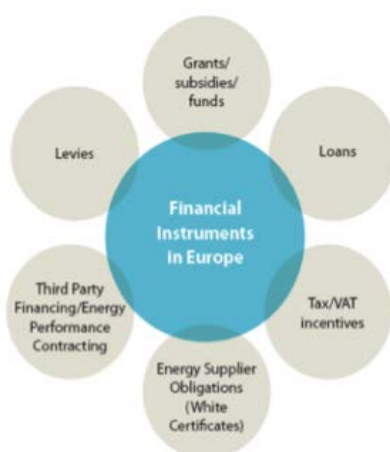 Grants/
subsidies/
funds
Levies
Loans
Financial
Instruments
in Europe
Third Party
Financing/Energy
Performance
Contracting
Tax/VAT
incentives
Energy Supplier
Obligations
(White
Certificates)